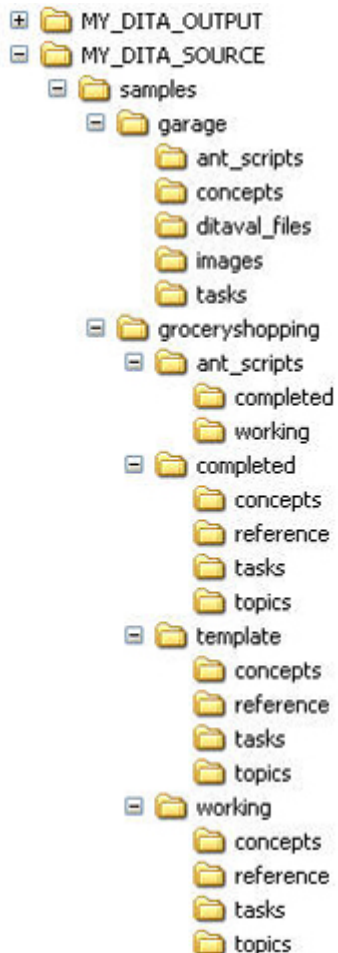 MY_DITA_OUTPUT
MY_DITA_SOURCE
samples
garage
ant_scripts
concepts
ditaval_files
images
tasks
groceryshopping
ant_scripts
completed
working
completed
concepts
reference
tasks
topics
template
concepts
reference
tasks
topics
working
concepts
reference
tasks
topics